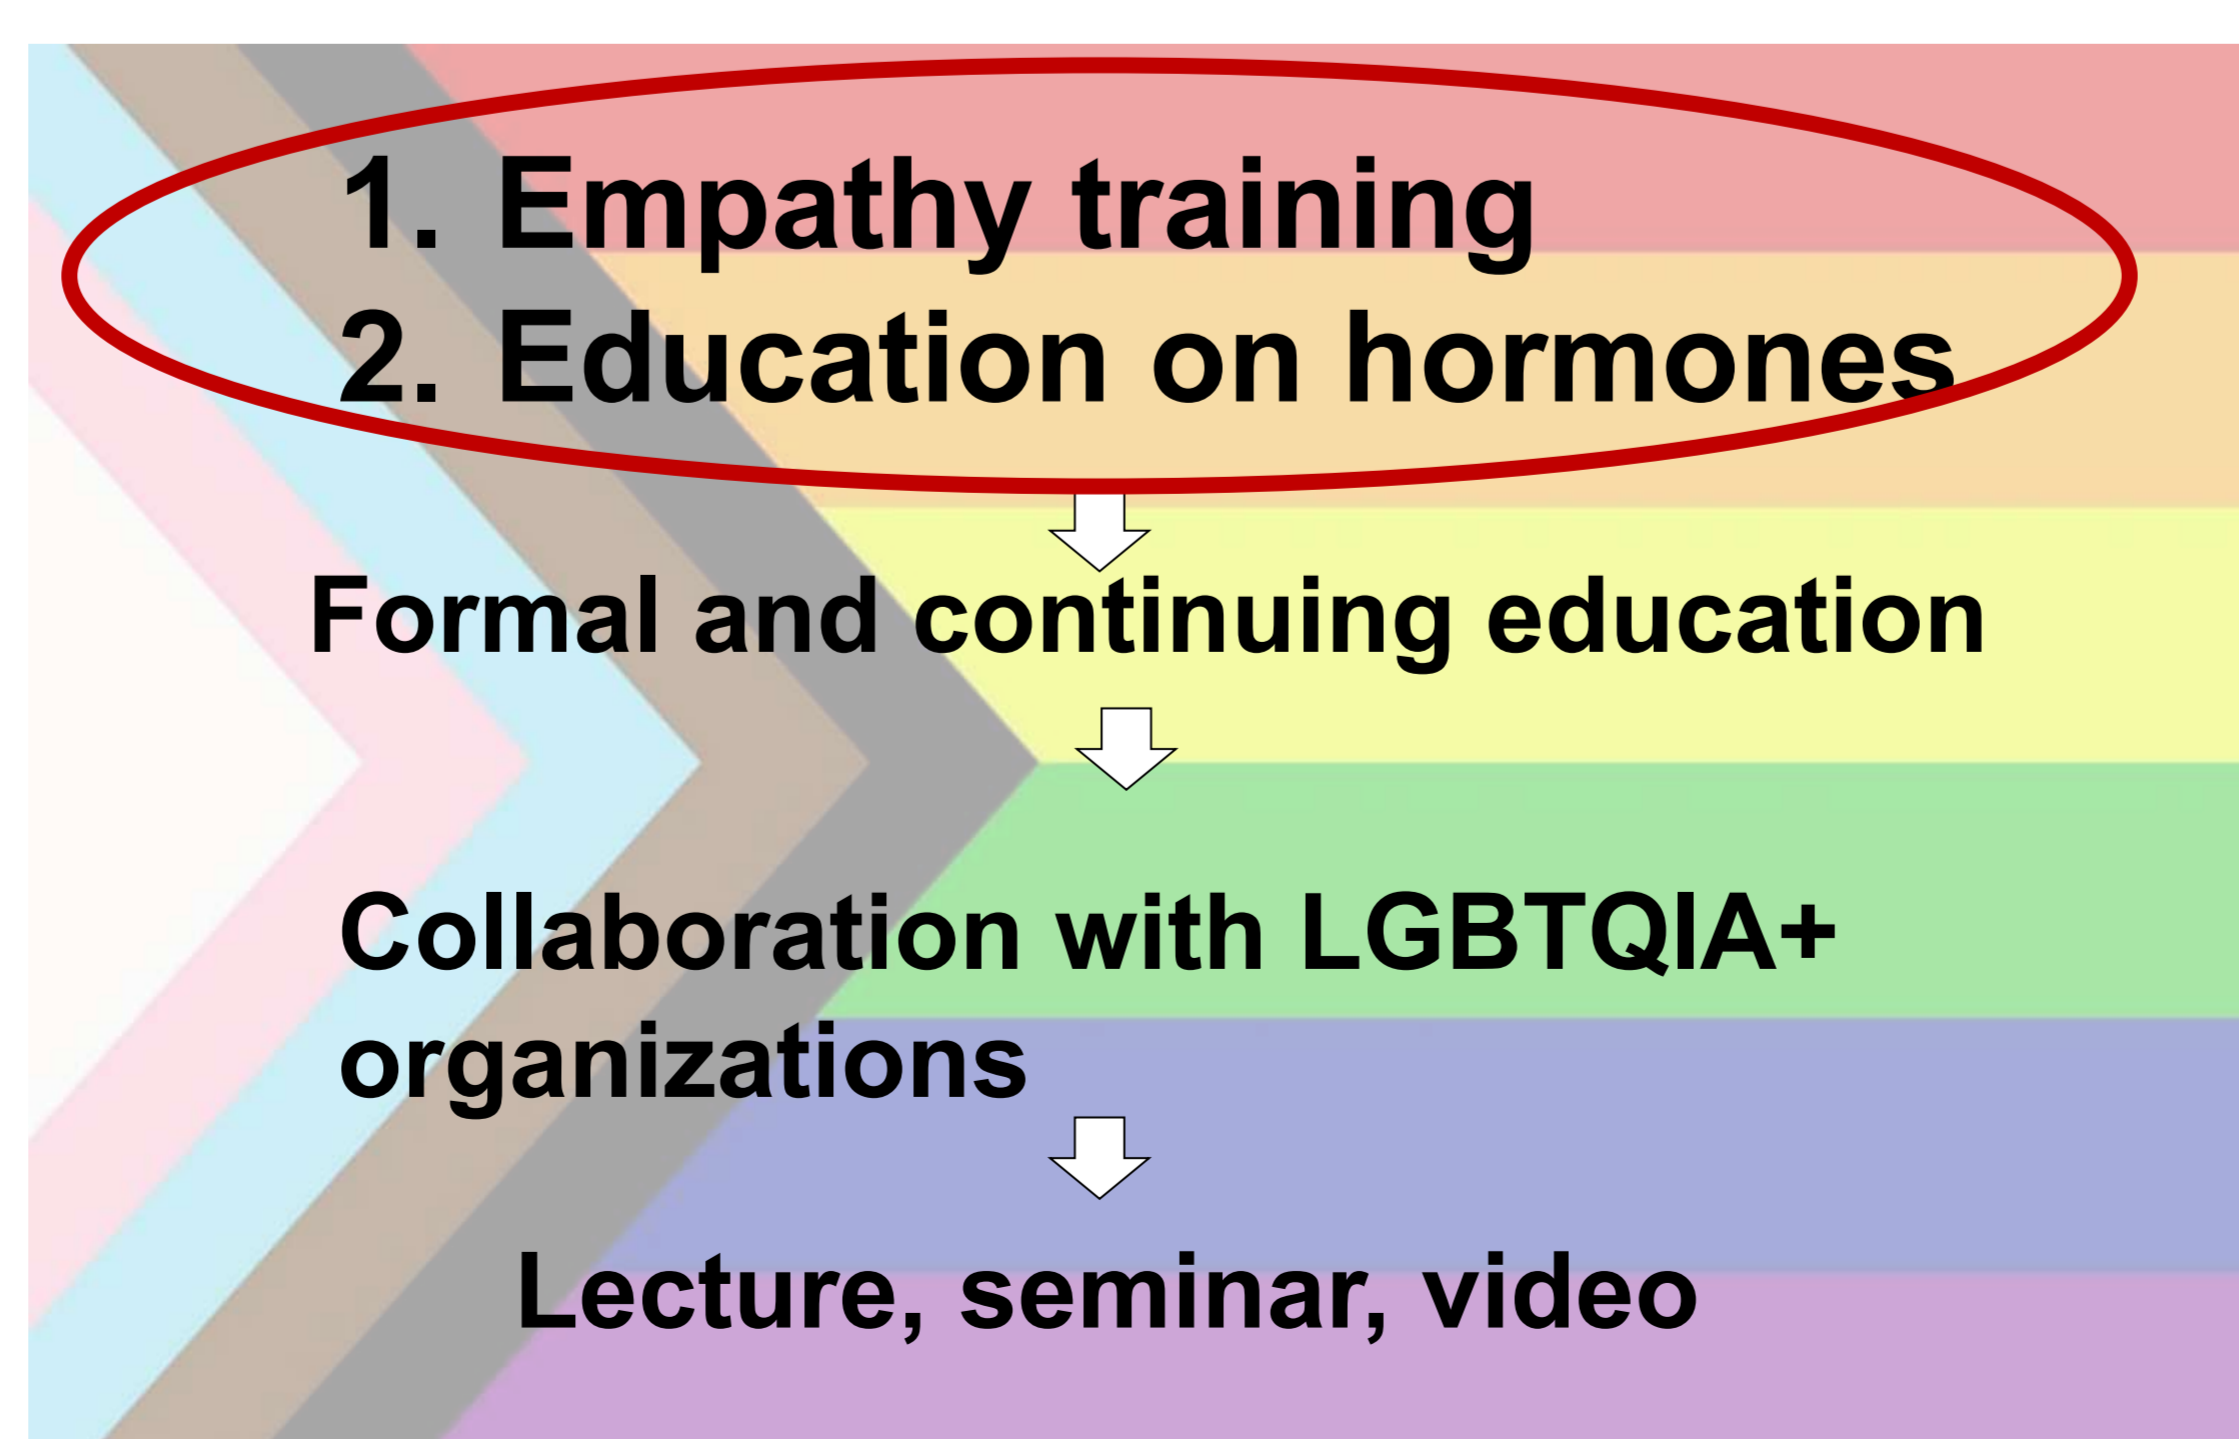 1. Empathy training
2. Education on hormones
Formal and continuing education
Collaboration with LGBTQIA+
organizations
Lecture, seminar, video